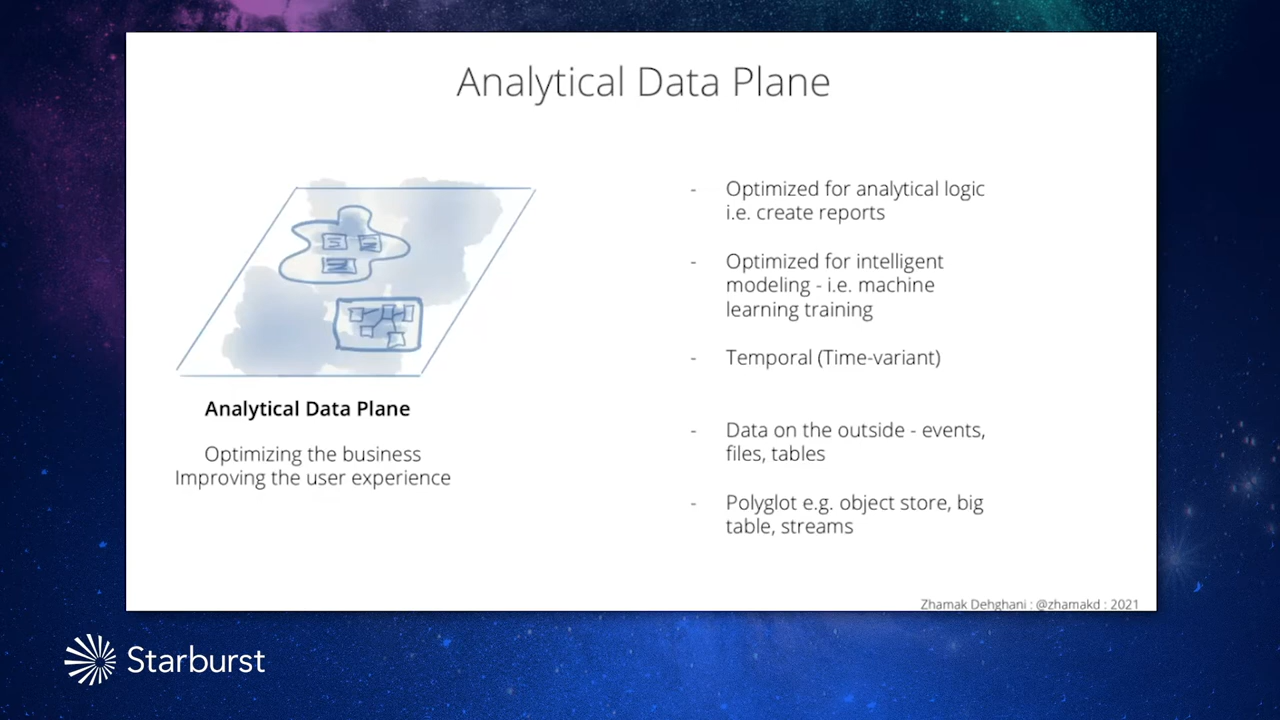 Analytical Data Plane
- Optimized for analytical logic
i.e. create reports
- Optimized for intelligent
modeling - i.e. machine
learning training
- Temporal (Time-variant)
- Data on the outside - events,
files, tables
- Polyglot e.g. object store, big
table, streams
Analytical Data Plane
Optimizing the business
Improving the user experience
Zhamak Dehghani : @zhamakd : 2021
Starburst